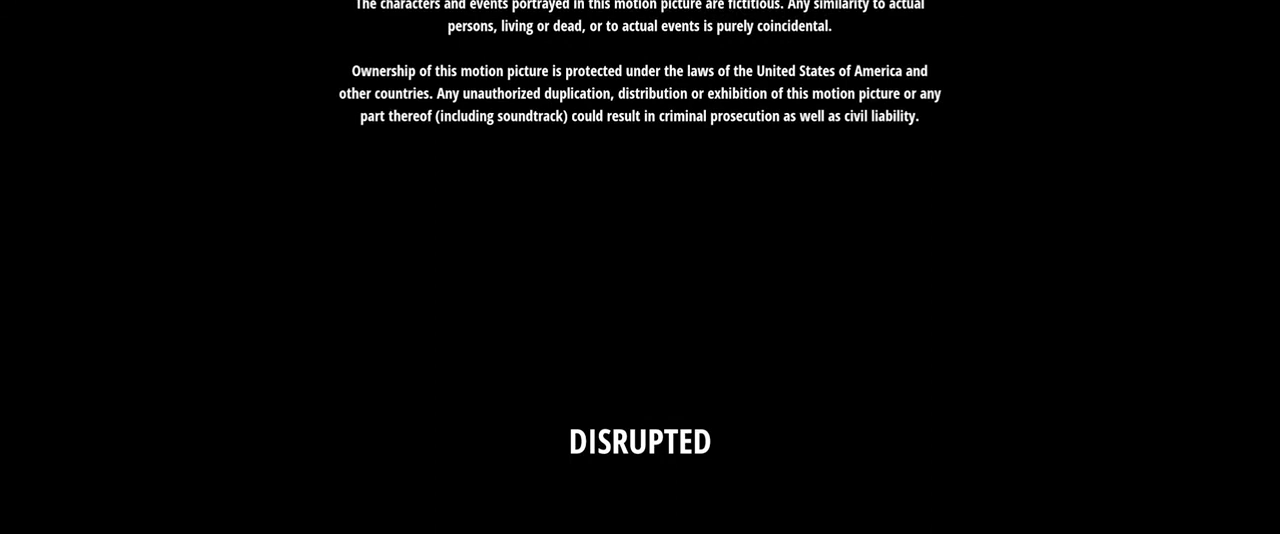 The characters and events portrayed in this motion picture are fictitious. Any similarity to actual
persons, living or dead, or to actual events is purely coincidental.
Ownership of this motion picture is protected under the laws of the United States of America and
other countries. Any unauthorized duplication, distribution or exhibition of this motion picture or any
part thereof (including soundtrack) could result in criminal prosecution as well as civil liability.
DISRUPTED